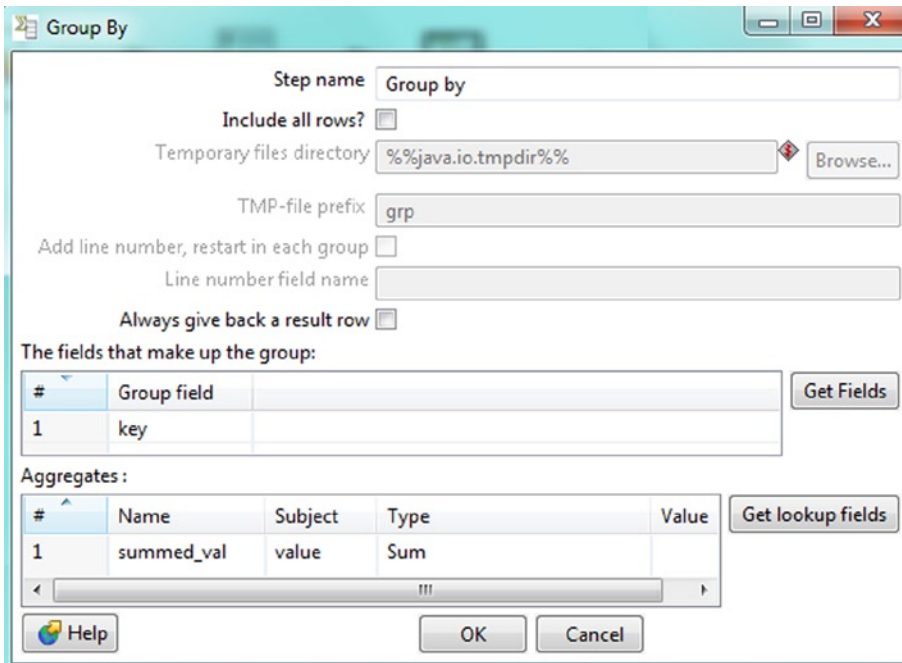 Group By
Step name Group by
Include all rows?
Temporary files directory %%java.io.tmpdir%% Browse...
TMP-file prefix grp
Add line number, restart in each group
Line number field name
Always give back a result row
The fields that make up the group:
# Group field Get Fields
1 key
Aggregates :
# Name Subject Type Value Get lookup fields
1 summed_val value Sum
Help OK Cancel